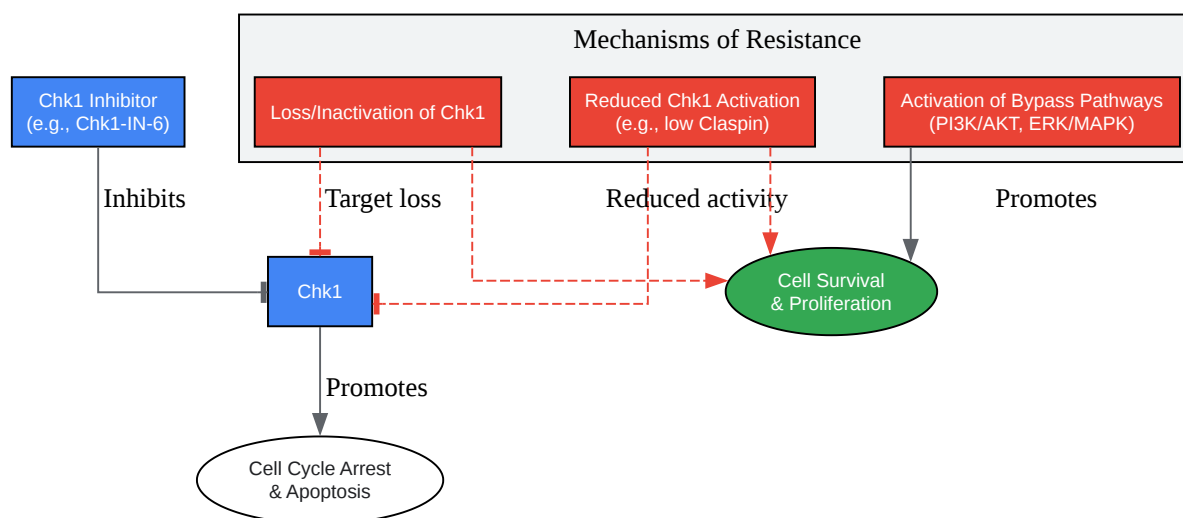 Mechanisms of Resistance
Chk1 Inhibitor
(e.g., Chk1-IN-6)
Loss/Inactivation of Chk1
Reduced Chk1 Activation
(e.g., low Claspin)
Activation of Bypass Pathways
(PI3K/AKT, ERK/MAPK)
Inhibits
Target loss
Reduced activity
Promotes
Chk1
Cell Survival
& Proliferation
Promotes
Cell Cycle Arrest
& Apoptosis